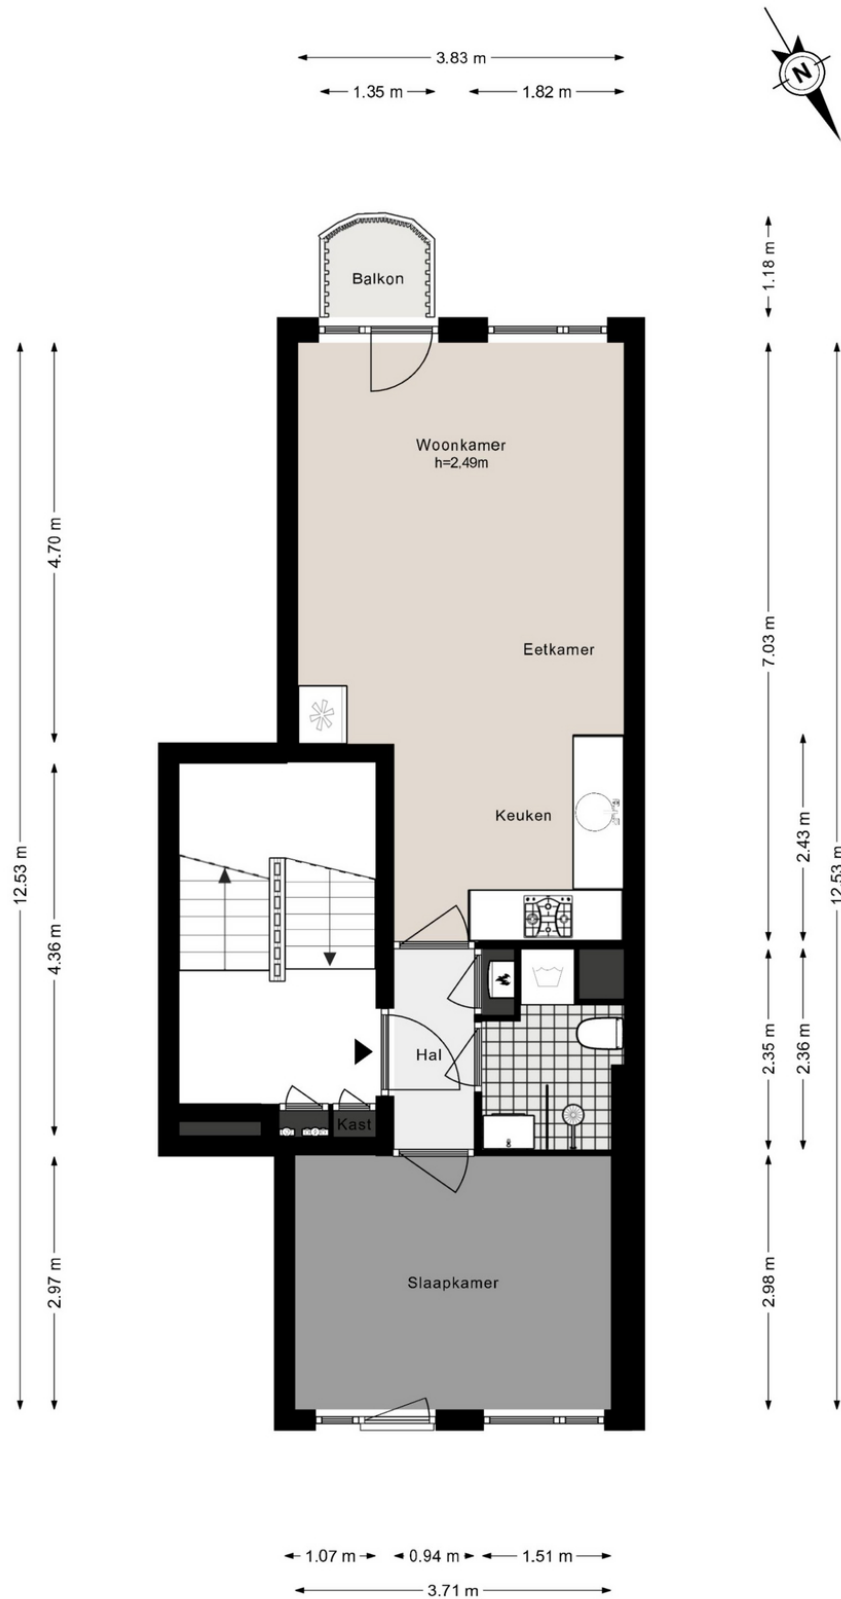 3.83 m
1.35 m
1.82 m
N
1.18 m
Balkon
Woonkamer
h=2.49m
4.70 m
Eetkamer
7.03 m
Keuken
2.43 m
12.53 m
12.53 m
4.36 m
Hal
2.35 m
2.36 m
Kast
Slaapkamer
2.97 m
2.98 m
1.07 m
0.94 m
1.51 m
3.71 m